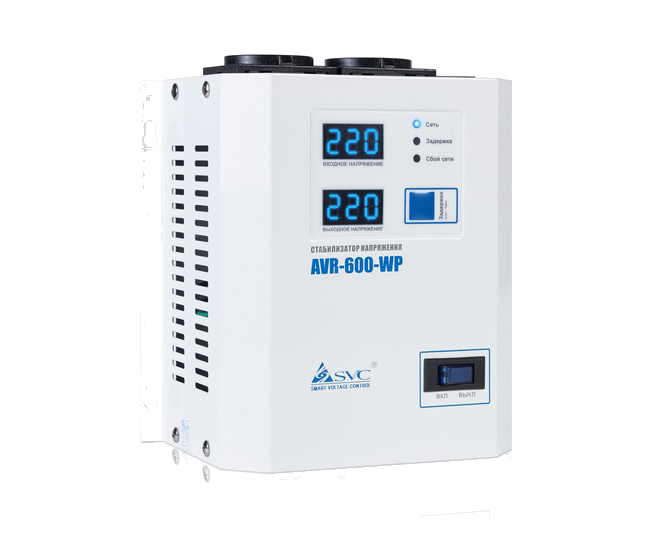 220
ВХОДНОЕ НАПРЯЖЕНИЕ
Сеть
Задержка
Сбой сети
220
ВЫХОДНОЕ НАПРЯЖЕНИЕ
Задержка
СТАБИЛИЗАТОР НАПРЯЖЕНИЯ
AVR-600-WP
SVC®
SMART VOLTAGE CONTROL
ВКЛ. ВЫКЛ.